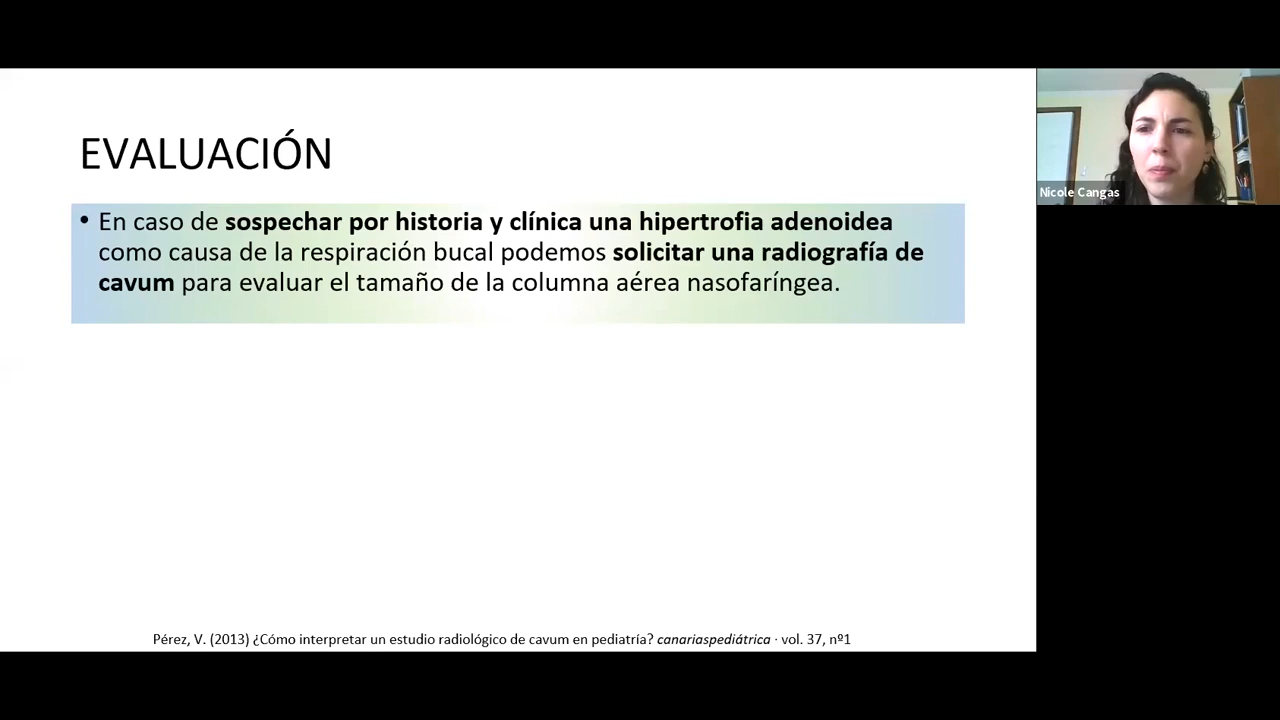 EVALUACIÓN
• En caso de sospechar por historia y clínica una hipertrofia adenoidea
como causa de la respiración bucal podemos solicitar una radiografía de
cavum para evaluar el tamaño de la columna aérea nasofaríngea.
Pérez, V. (2013) ¿Cómo interpretar un estudio radiológico de cavum en pediatría? canariaspediátrica · vol. 37, nº1
Nicole Cangas